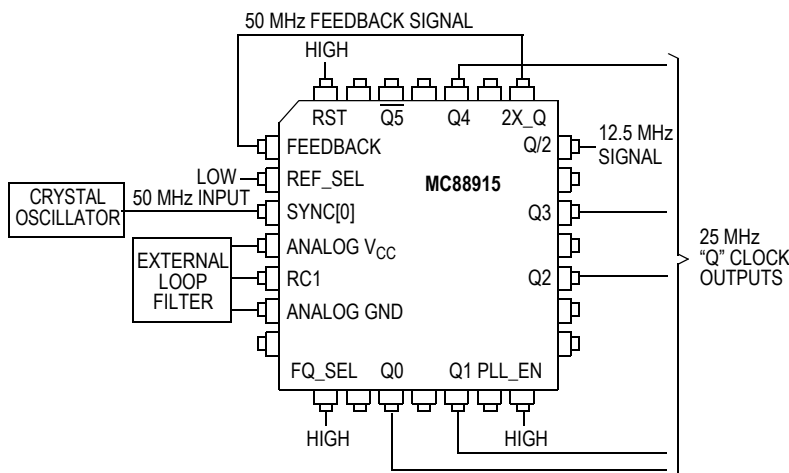 50 MHz FEEDBACK SIGNAL
HIGH
RST Q5 Q4 2X_Q
FEEDBACK
Q/2
12.5 MHz
SIGNAL
LOW
REF_SEL
MC88915
CRYSTAL
OSCILLATOR
50 MHz INPUT
SYNC[0]
Q3
ANALOG VCC
EXTERNAL
LOOP
FILTER
RC1
Q2
25 MHz
“Q” CLOCK
OUTPUTS
ANALOG GND
FQ_SEL Q0 Q1 PLL_EN
HIGH
HIGH